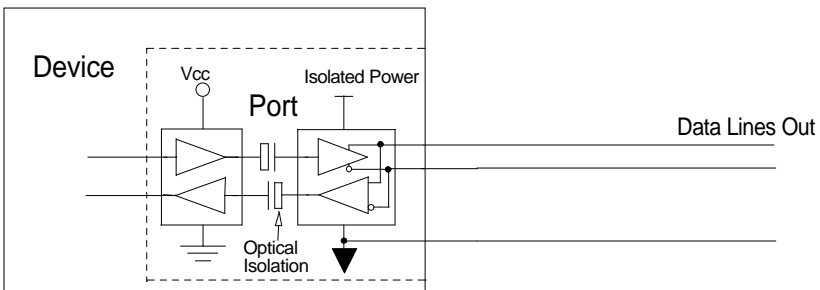 Device
Vcc
Isolated Power
Port
Data Lines Out
Optical
Isolation